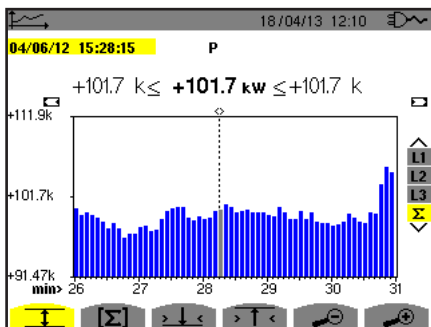 18/04/13 12:10
04/06/12 15:28:15 P
+101.7 k≤ +101.7 kW ≤+101.7 k
+111.9k
+101.7k
+91.47k
L1
L2
L3
Σ
min> 26 27 28 29 30 31
[Σ]